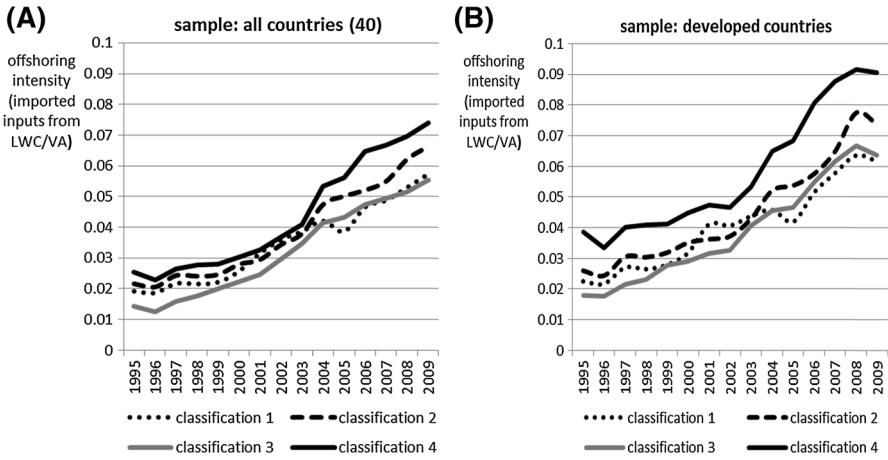 (A)
sample: all countries (40)
offshoring
intensity
(imported
inputs from
LWC/VA)
0.1
0.09
0.08
0.07
0.06
0.05
0.04
0.03
0.02
0.01
0
1995
1996
1997
1998
1999
2000
2001
2002
2003
2004
2005
2006
2007
2008
2009
classification 1
classification 2
classification 3
classification 4
(B)
sample: developed countries
offshoring
intensity
(imported
inputs from
LWC/VA)
0.1
0.09
0.08
0.07
0.06
0.05
0.04
0.03
0.02
0.01
0
1995
1996
1997
1998
1999
2000
2001
2002
2003
2004
2005
2006
2007
2008
2009
classification 1
classification 2
classification 3
classification 4